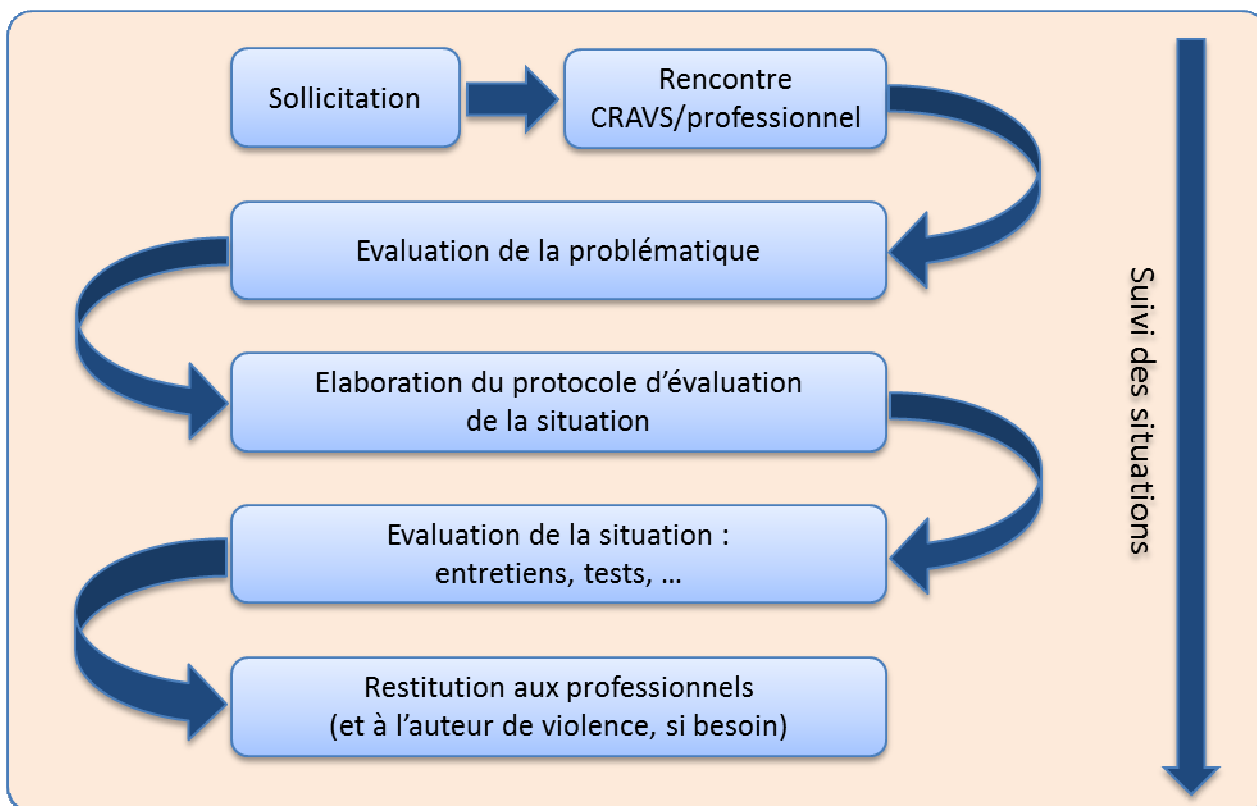 Sollicitation
Rencontre
CRAVS/professionnel
Evaluation de la problématique
Elaboration du protocole d’évaluation
de la situation
Evaluation de la situation :
entretiens, tests, …
Restitution aux professionnels
(et à l’auteur de violence, si besoin)
Suivi des situations